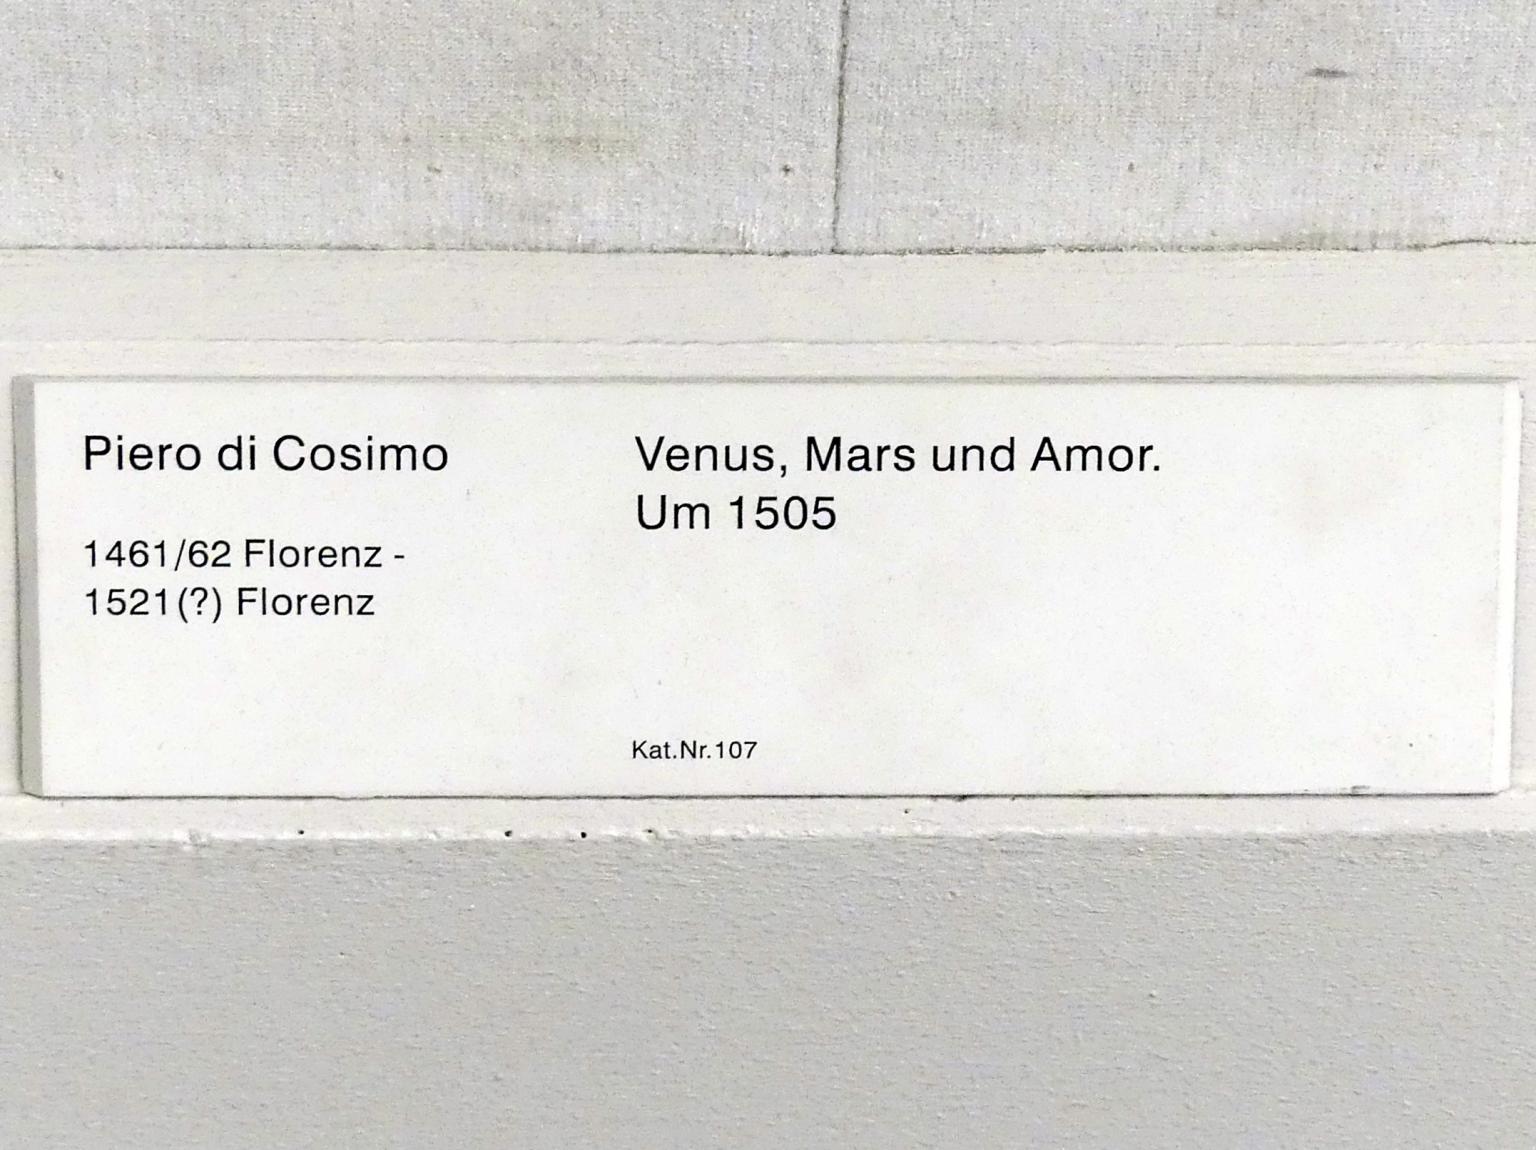 Piero di Cosimo
1461/62 Florenz -
1521(?) Florenz
Venus, Mars und Amor.
Um 1505
Kat.Nr.107